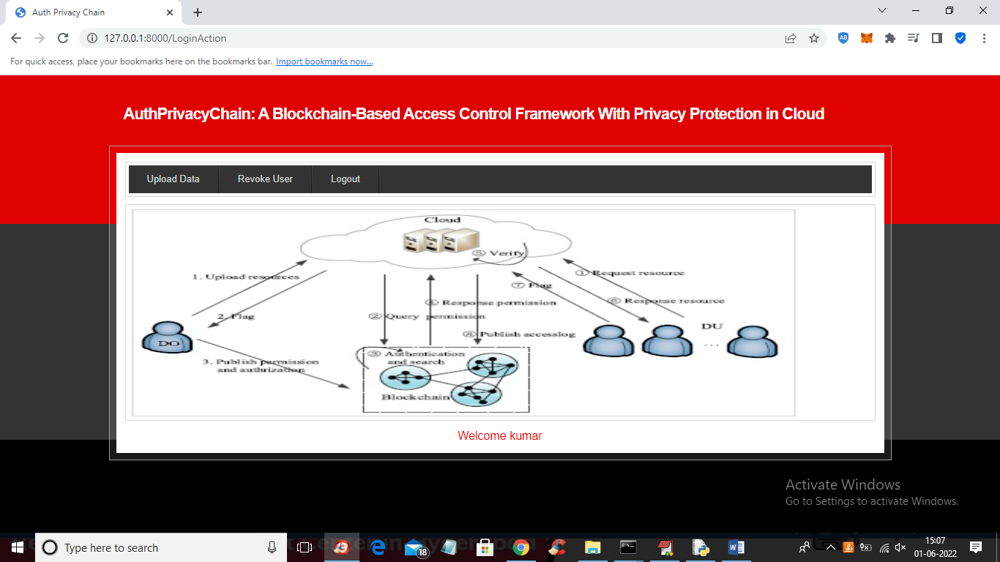 Auth Privacy Chain
127.0.0.1:8000/LoginAction
For quick access, place your bookmarks here on the bookmarks bar. Import bookmarks now...
AuthPrivacyChain: A Blockchain-Based Access Control Framework With Privacy Protection in Cloud
Upload Data Revoke User Logout
Cloud
⑤ Verify
1. Upload resources
① Request resource
⑦ Flag
④ Response permission
⑥ Response resource
2. Flag
② Query permission
DU
...
⑧ Publish accesslog
DO
③ Authentication
and search
3. Publish permission
and authrization
Blockchain
Welcome kumar
Activate Windows
Go to Settings to activate Windows.
Type here to search
18
15:07
01-06-2022